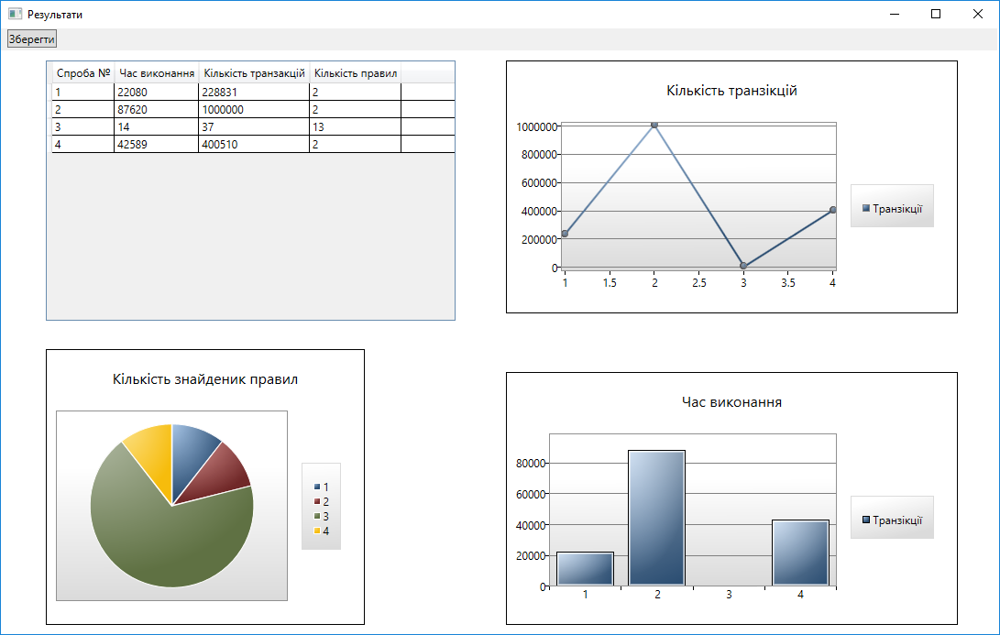 Результати
Зберегти
Спроба № Час виконання Кількість транзакцій Кількість правил
1 22080 228831 2
2 87620 1000000 2
3 14 37 13
4 42589 400510 2
Кількість транзікцій
1000000
800000
600000
400000
200000
0
1 1.5 2 2.5 3 3.5 4
Транзікції
Кількість знайденик правил
1
2
3
4
Час виконання
80000
60000
40000
20000
0
1 2 3 4
Транзікції